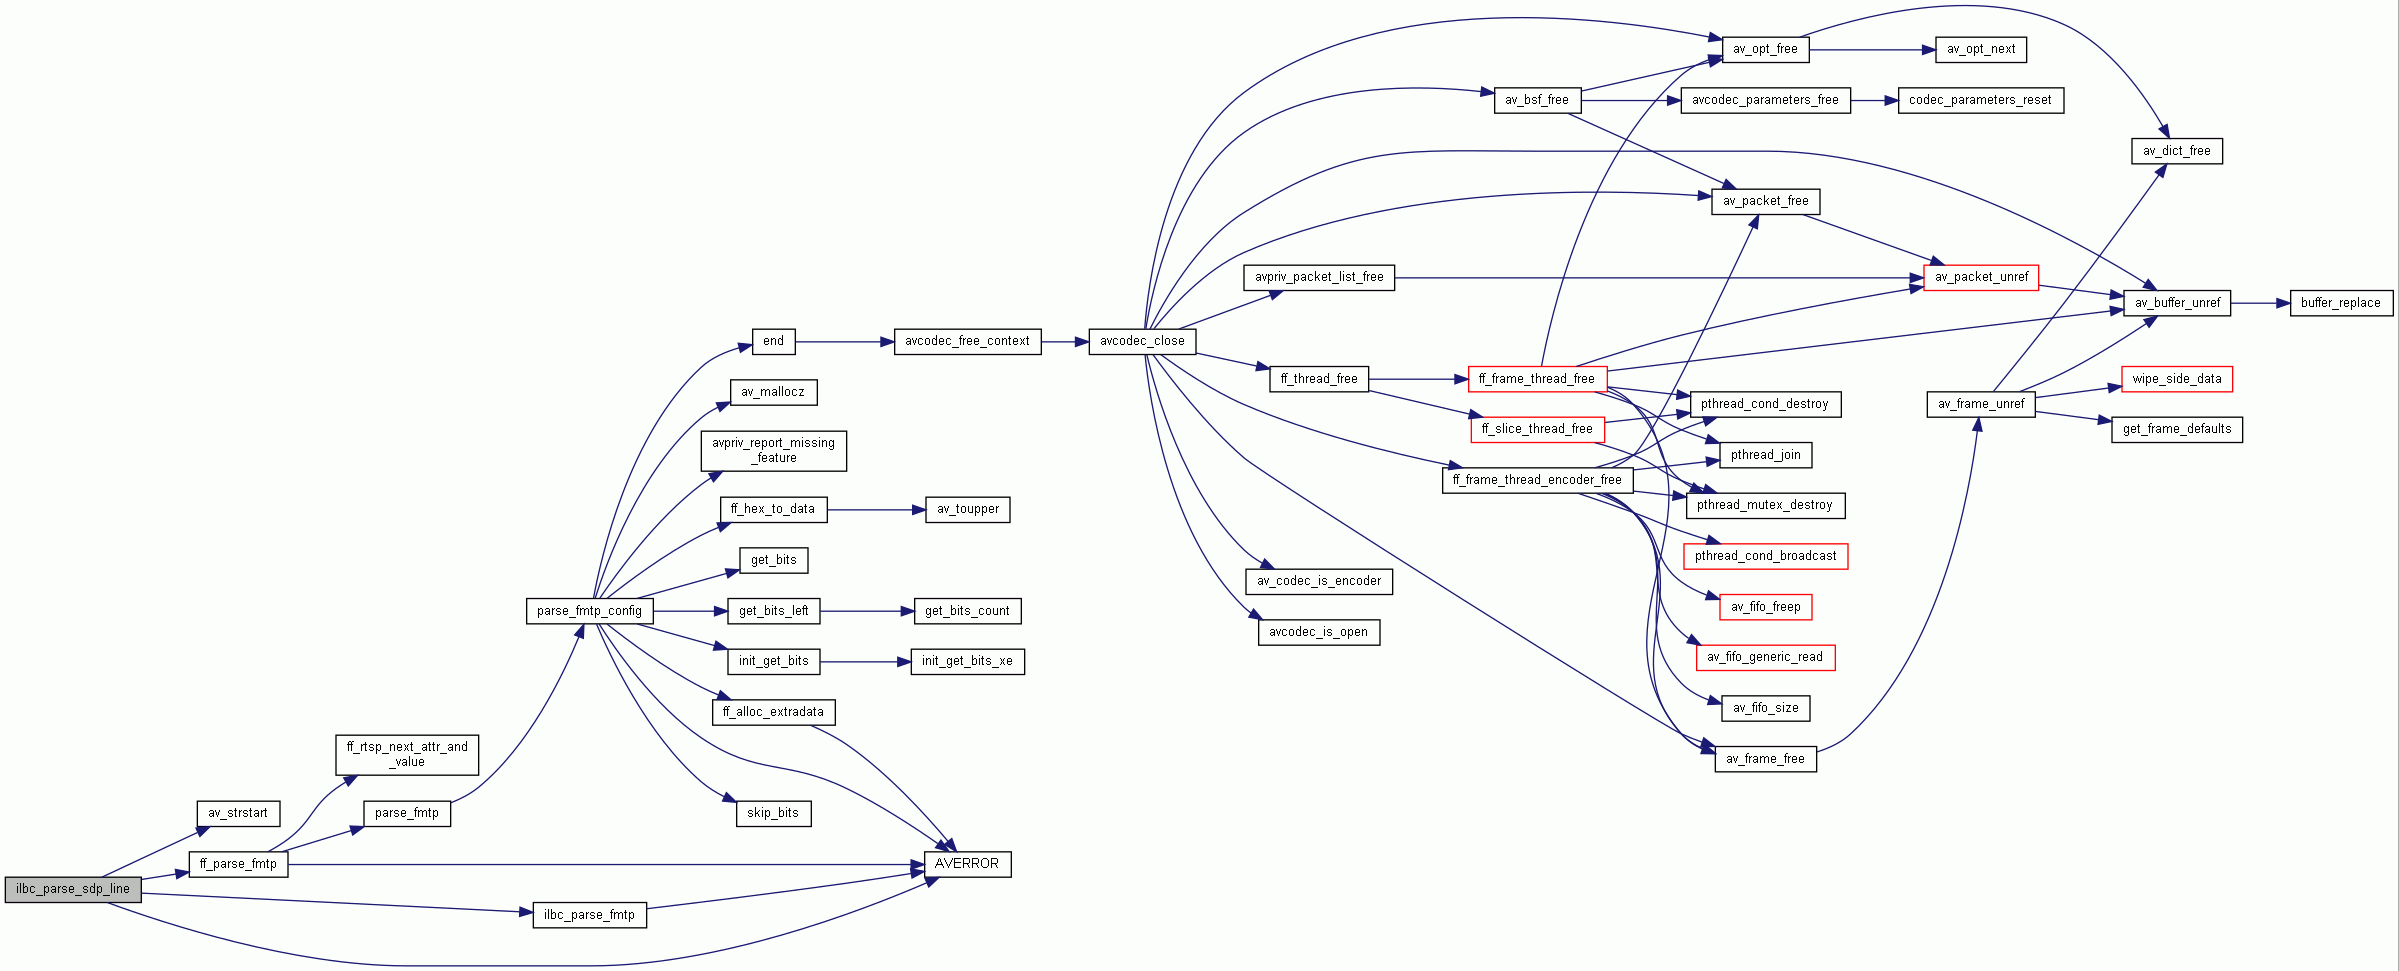 av_opt_free
av_opt_next
av_bsf_free
avcodec_parameters_free
codec_parameters_reset
av_dict_free
av_packet_free
avpriv_packet_list_free
av_packet_unref
av_buffer_unref
buffer_replace
end
avcodec_free_context
avcodec_close
ff_thread_free
ff_frame_thread_free
wipe_side_data
av_mallocz
pthread_cond_destroy
av_frame_unref
ff_slice_thread_free
get_frame_defaults
avpriv_report_missing
_feature
pthread_join
ff_frame_thread_encoder_free
pthread_mutex_destroy
ff_hex_to_data
av_toupper
pthread_cond_broadcast
get_bits
av_codec_is_encoder
parse_fmtp_config
get_bits_left
get_bits_count
av_fifo_freep
avcodec_is_open
init_get_bits
init_get_bits_xe
av_fifo_generic_read
ff_alloc_extradata
av_fifo_size
ff_rtsp_next_attr_and
_value
av_frame_free
av_strstart
parse_fmtp
skip_bits
ff_parse_fmtp
AVERROR
ilbc_parse_sdp_line
ilbc_parse_fmtp